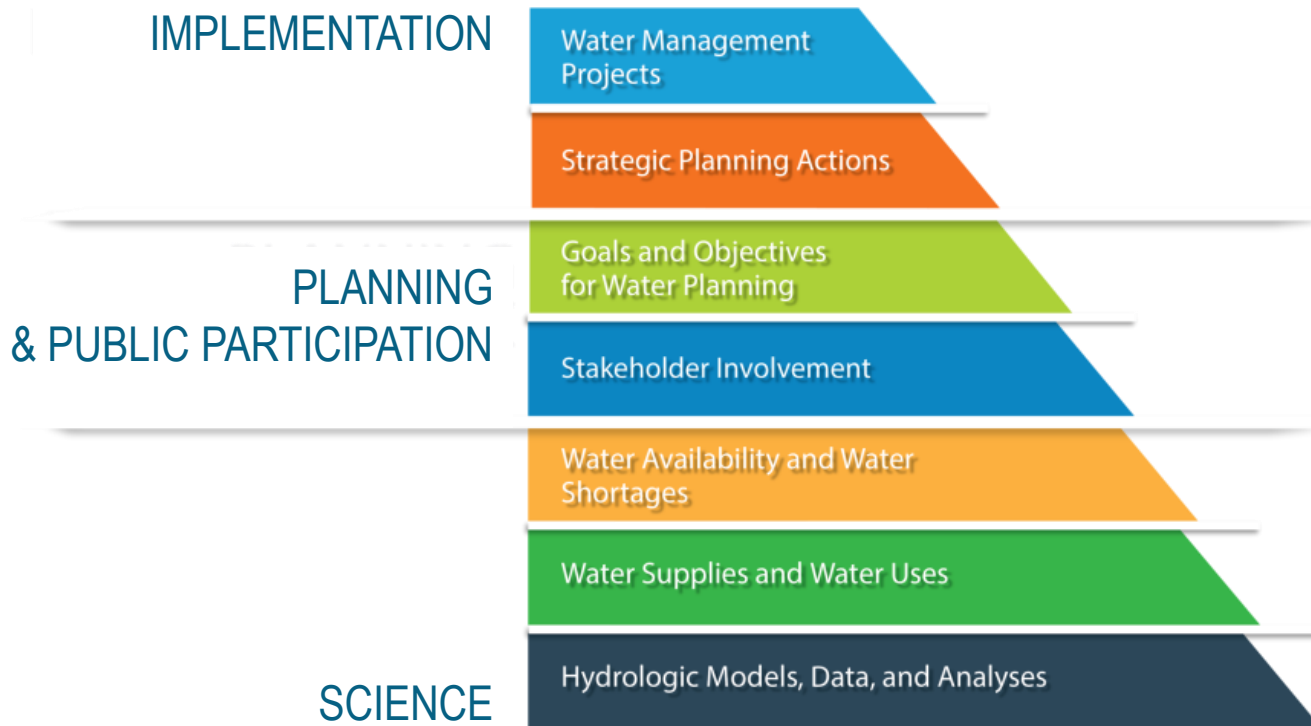 IMPLEMENTATION
Water Management
Projects
Strategic Planning Actions
PLANNING
& PUBLIC PARTICIPATION
Goals and Objectives
for Water Planning
Stakeholder Involvement
Water Availability and Water
Shortages
Water Supplies and Water Uses
SCIENCE
Hydrologic Models, Data, and Analyses